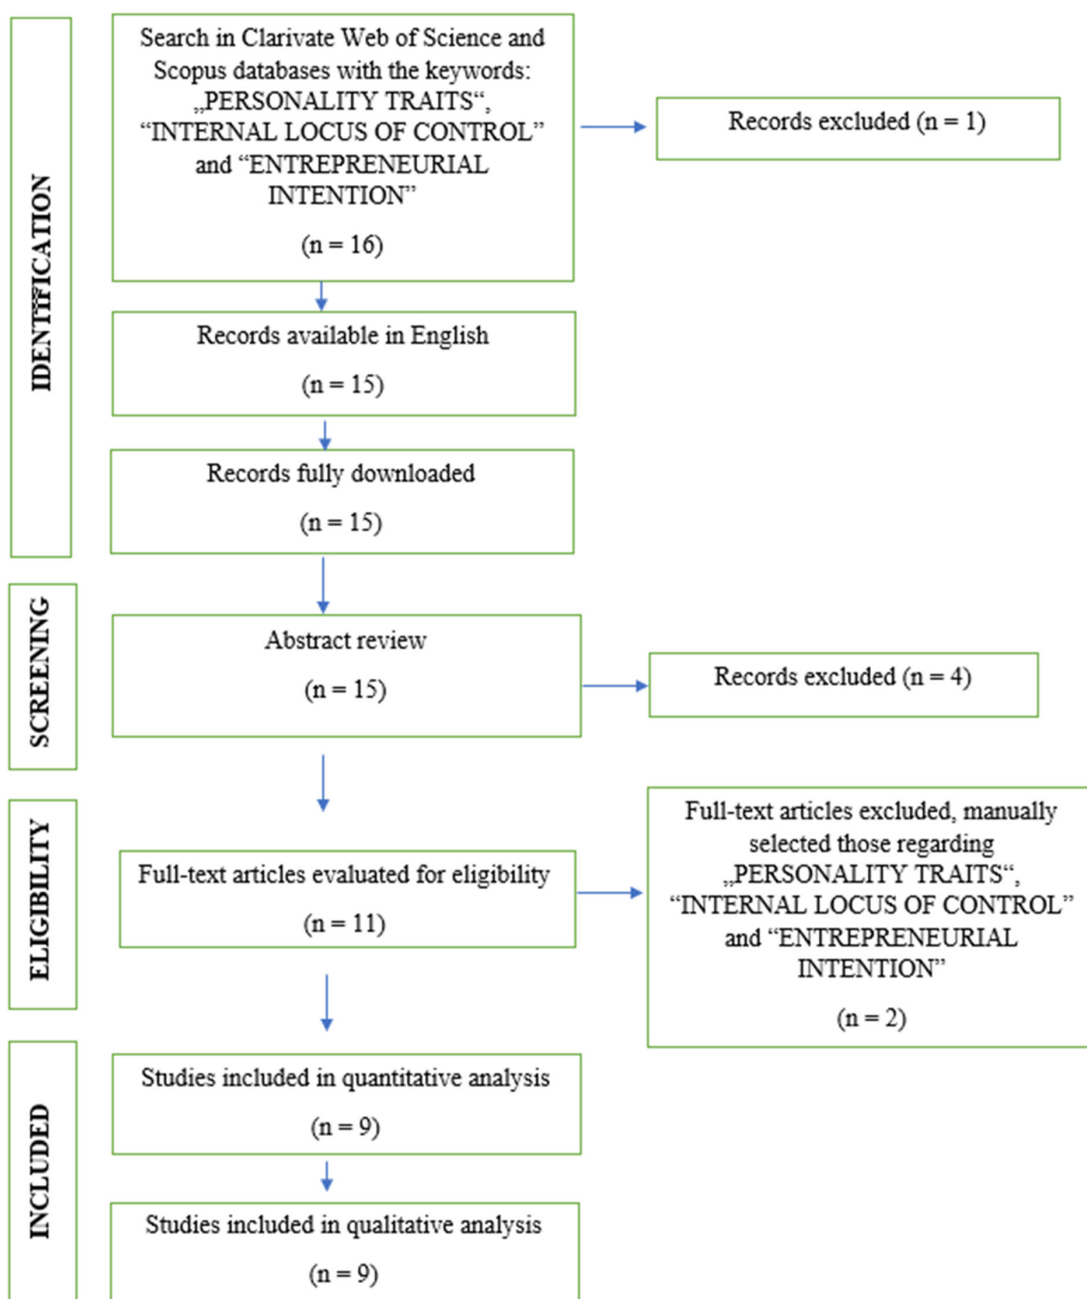 IDENTIFICATION
Search in Clarivate Web of Science and
Scopus databases with the keywords:
„PERSONALITY TRAITS“,
“INTERNAL LOCUS OF CONTROL”
and “ENTREPRENEURIAL
INTENTION”
(n = 16)
Records excluded (n = 1)
Records available in English
(n = 15)
Records fully downloaded
(n = 15)
SCREENING
Abstract review
(n = 15)
Records excluded (n = 4)
ELIGIBILITY
Full-text articles evaluated for eligibility
(n = 11)
Full-text articles excluded, manually
selected those regarding
„PERSONALITY TRAITS“,
“INTERNAL LOCUS OF CONTROL”
and “ENTREPRENEURIAL
INTENTION”
(n = 2)
INCLUDED
Studies included in quantitative analysis
(n = 9)
Studies included in qualitative analysis
(n = 9)